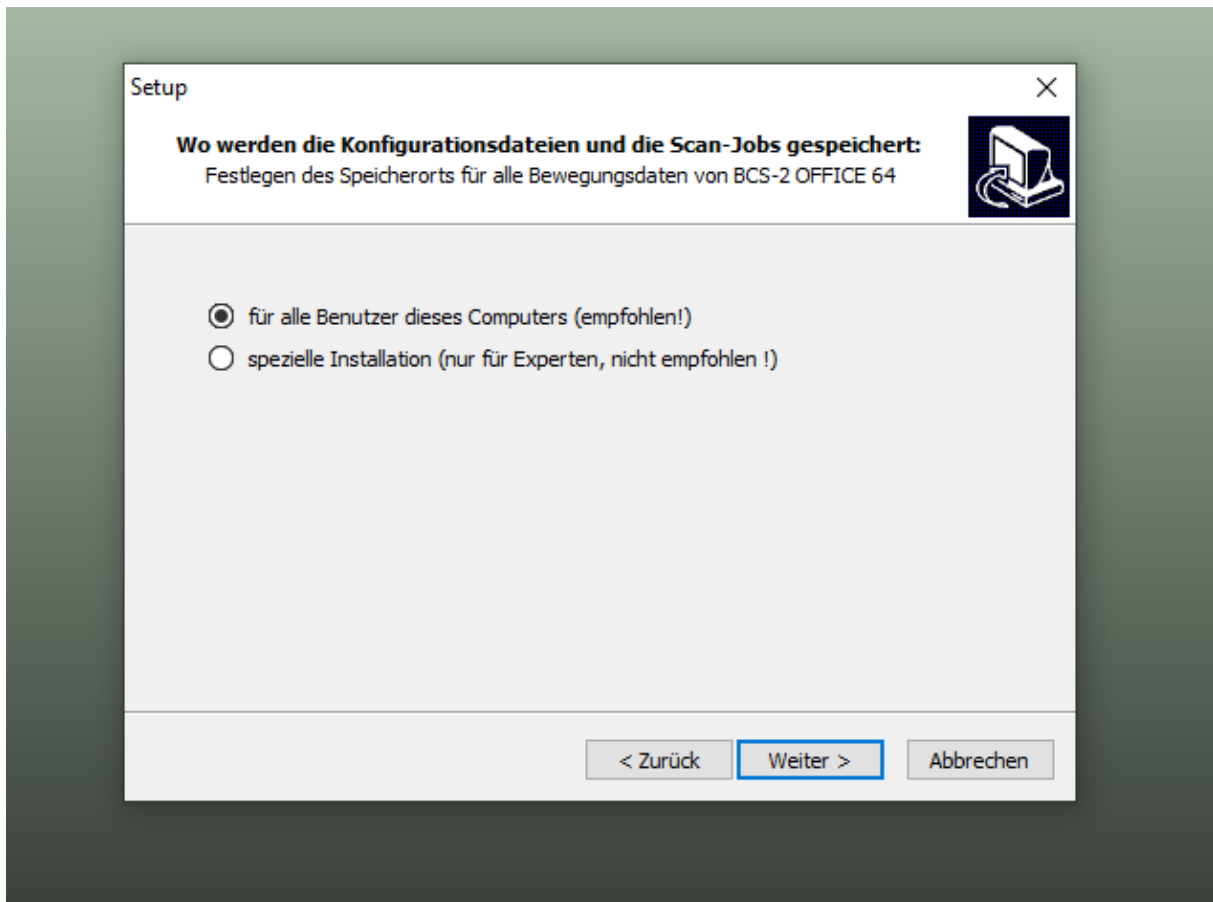 Setup
Wo werden die Konfigurationsdateien und die Scan-Jobs gespeichert:
Festlegen des Speicherorts für alle Bewegungsdaten von BCS-2 OFFICE 64
für alle Benutzer dieses Computers (empfohlen!)
spezielle Installation (nur für Experten, nicht empfohlen !)
< Zurück
Weiter >
Abbrechen